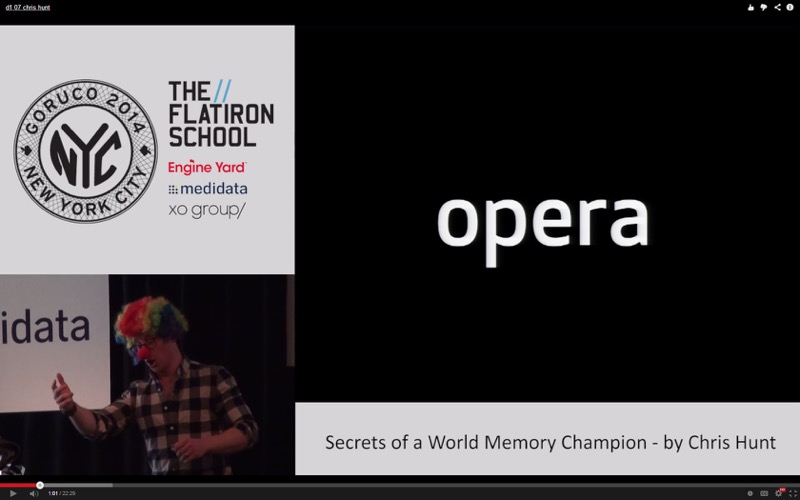 d1 07 chris hunt
GORUCO 2014
NYC
NEW YORK CITY
THE//
FLATIRON
SCHOOL
Engine Yard
medidata
xo group/
opera
idata
Secrets of a World Memory Champion - by Chris Hunt
1:01 / 22:29